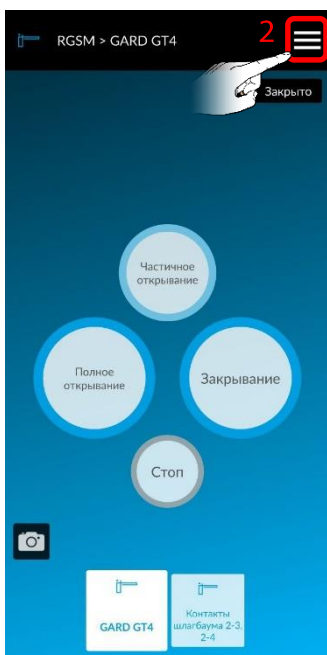 RGSM > GARD GT4
2
Закрыто
Частичное
открывание
Полное
открывание
Закрывание
Стоп
GARD GT4
Контакты
шлагбаума 2-3,
2-4